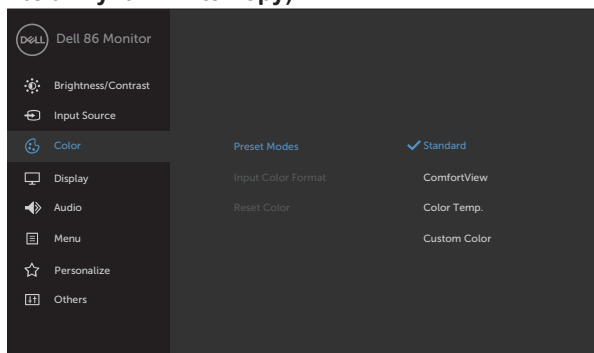 DELL
Dell 86 Monitor
Brightness/Contrast
Input Source
Color
Display
Audio
Menu
Personalize
Others
Preset Modes
Input Color Format
Reset Color
Standard
ComfortView
Color Temp.
Custom Color